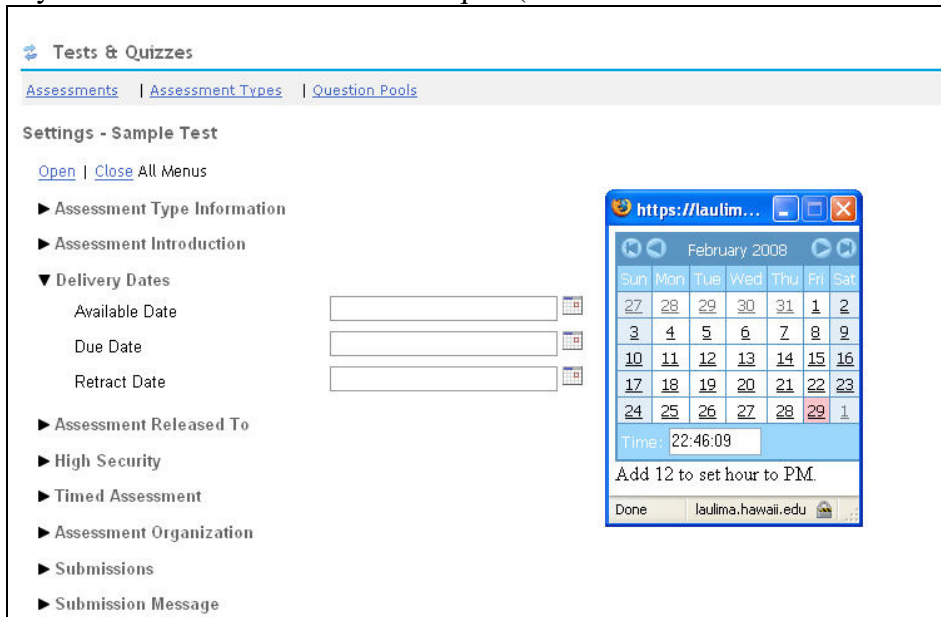 Tests & Quizzes
Assessments | Assessment Types | Question Pools
Settings - Sample Test
Open | Close All Menus
Assessment Type Information
Assessment Introduction
Delivery Dates
Available Date
Due Date
Retract Date
Assessment Released To
High Security
Timed Assessment
Assessment Organization
Submissions
Submission Message
https://laulim...
February 2008
Sun Mon Tue Wed Thu Fri Sat
27 28 29 30 31 1 2
3 4 5 6 7 8 9
10 11 12 13 14 15 16
17 18 19 20 21 22 23
24 25 26 27 28 29 1
Time: 22:46:09
Add 12 to set hour to PM.
Done laulima.hawaii.edu